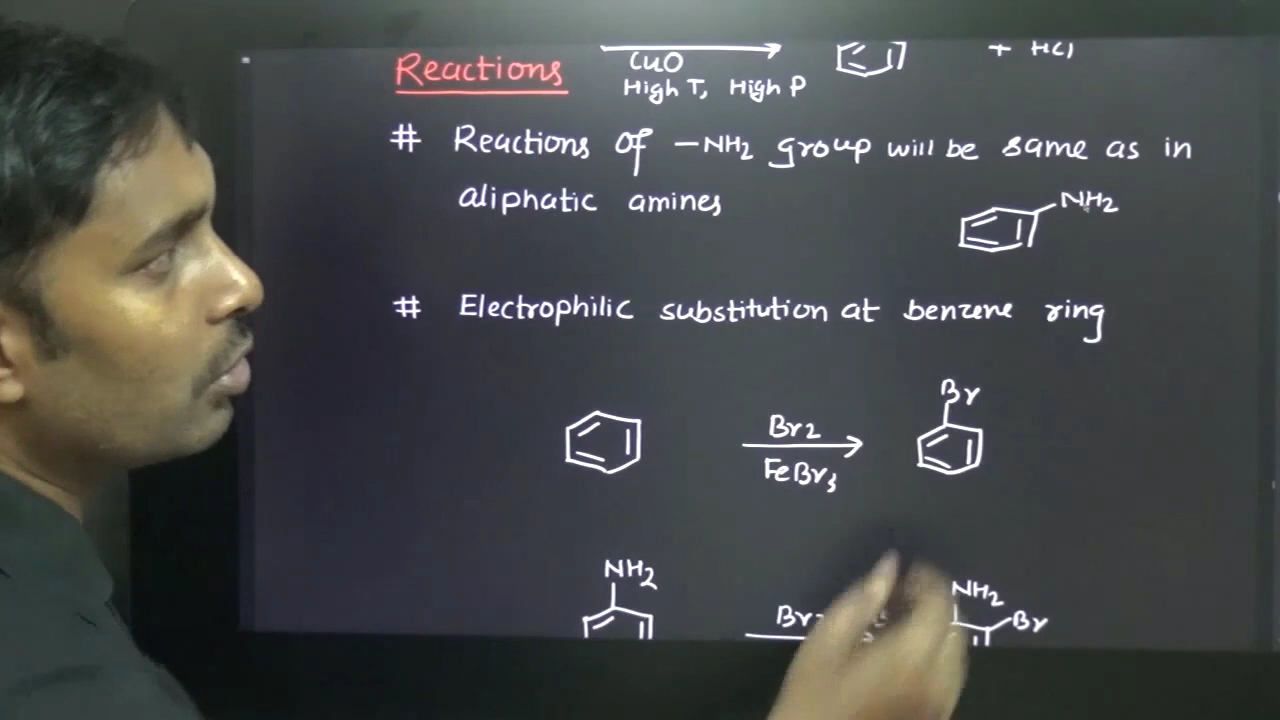 Reactions
CuO
High T, High P
+ HCl
# Reactions of -NH2 group will be same as in
aliphatic amines
NH2
# Electrophilic substitution at benzene ring
Br2
FeBr3
Br
NH2
Br2
NH2
Br